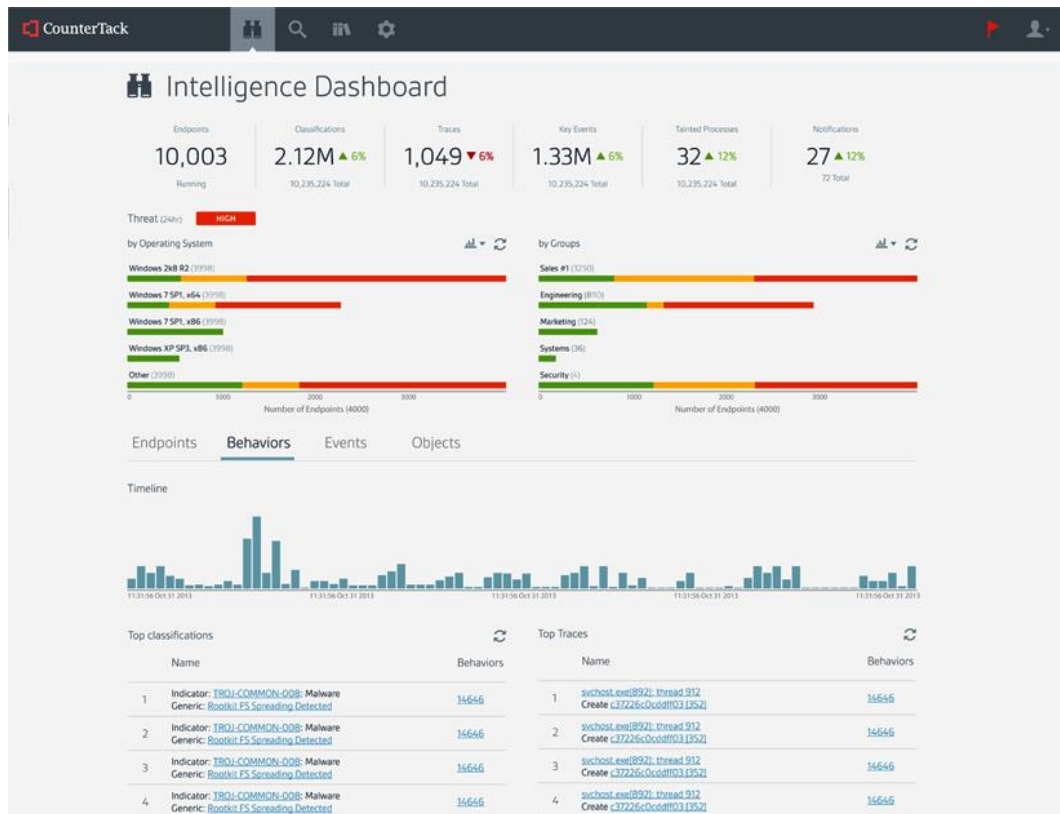 CounterTack
Intelligence Dashboard
Endpoints
10,003
Running
Classifications
2.12M ▲ 6%
10,235,224 Total
Traces
1,049 ▼ 6%
10,235,224 Total
Key Events
1.33M ▲ 6%
10,235,224 Total
Tainted Processes
32 ▲ 12%
10,235,224 Total
Notifications
27 ▲ 12%
72 Total
Threat (24hr) HIGH
by Operating System
Windows 2k8 R2 (3998)
Windows 7 SP1, x64 (3998)
Windows 7 SP1, x86 (3998)
Windows XP SP3, x86 (3998)
Other (3998)
0 1000 2000 3000
Number of Endpoints (4000)
by Groups
Sales #1 (3250)
Engineering (890)
Marketing (124)
Systems (36)
Security (4)
0 1000 2000 3000
Number of Endpoints (4000)
Endpoints Behaviors Events Objects
Timeline
11:31:56 Oct 31 2013 11:31:56 Oct 31 2013 11:31:56 Oct 31 2013 11:31:56 Oct 31 2013 11:31:56 Oct 31 2013
Top classifications
Name Behaviors
1 Indicator: TROJ-COMMON-008: Malware 14646
Generic: Rootkit FS Spreading Detected
2 Indicator: TROJ-COMMON-008: Malware 14646
Generic: Rootkit FS Spreading Detected
3 Indicator: TROJ-COMMON-008: Malware 14646
Generic: Rootkit FS Spreading Detected
4 Indicator: TROJ-COMMON-008: Malware 14646
Generic: Rootkit FS Spreading Detected
Top Traces
Name Behaviors
1 svchost.exe[892]: thread 912 14646
Create c37226c0cddff03 [352]
2 svchost.exe[892]: thread 912 14646
Create c37226c0cddff03 [352]
3 svchost.exe[892]: thread 912 14646
Create c37226c0cddff03 [352]
4 svchost.exe[892]: thread 912 14646
Create c37226c0cddff03 [352]